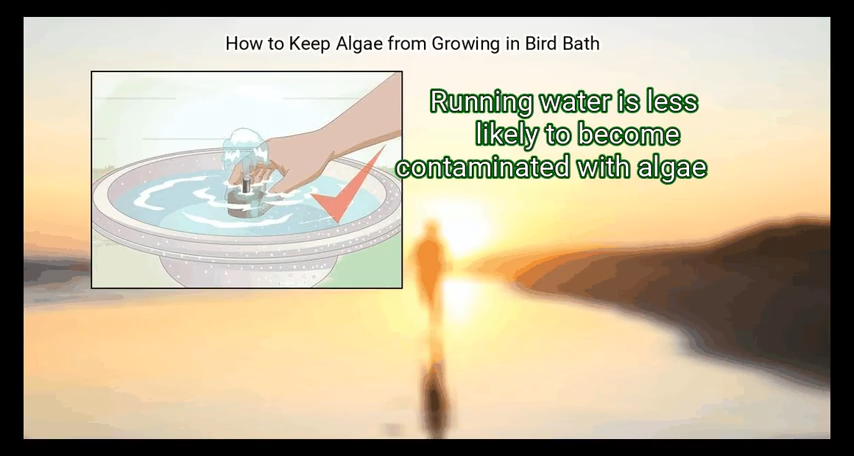 How to Keep Algae from Growing in Bird Bath
Running water is less
likely to become
contaminated with algae